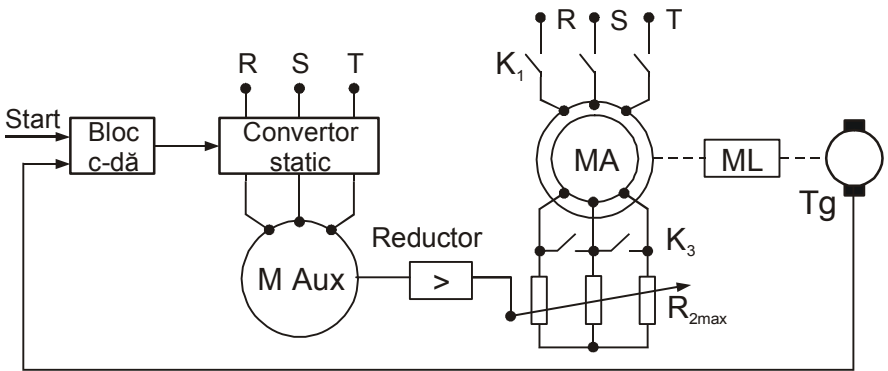 R S T
K1
R S T
Start
Bloc
c-dă
Convertor
static
MA
ML
Tg
Reductor
K3
M Aux
>
R2max